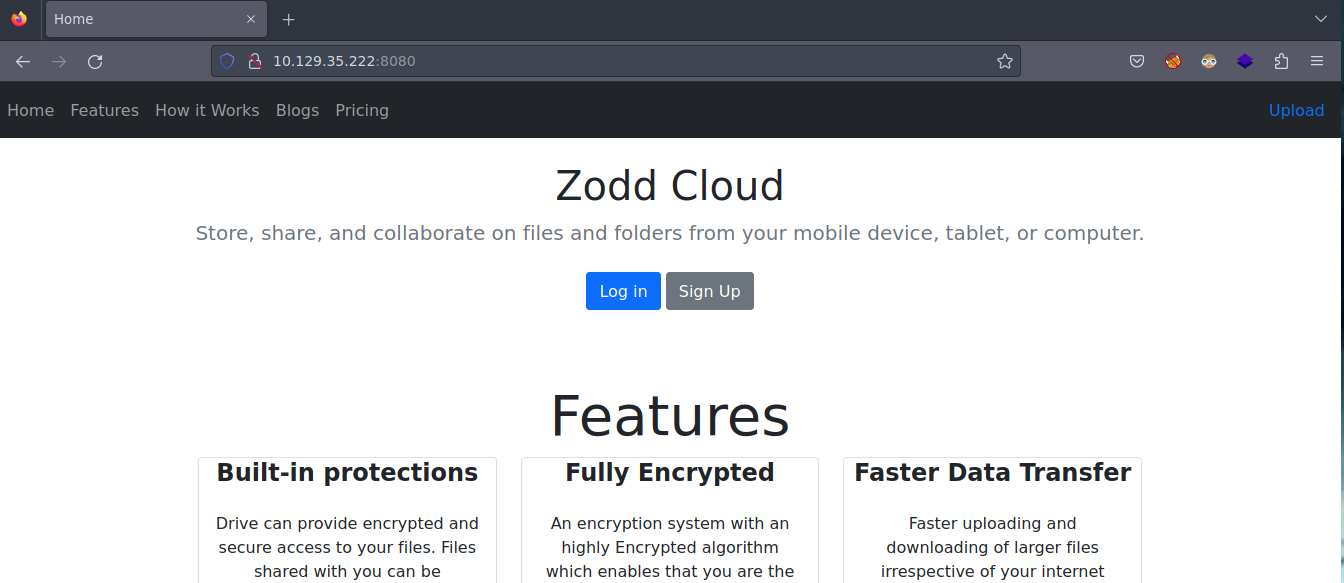 Home
10.129.35.222:8080
Home Features How it Works Blogs Pricing Upload
Zodd Cloud
Store, share, and collaborate on files and folders from your mobile device, tablet, or computer.
Log in Sign Up
Features
Built-in protections
Drive can provide encrypted and
secure access to your files. Files
shared with you can be
Fully Encrypted
An encryption system with an
highly Encrypted algorithm
which enables that you are the
Faster Data Transfer
Faster uploading and
downloading of larger files
irrespective of your internet